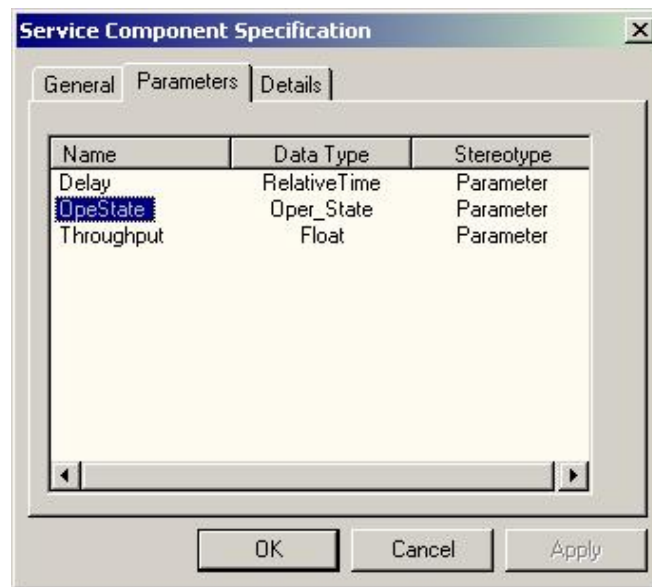 Service Component Specification
General Parameters Details
Name Data Type Stereotype
Delay RelativeTime Parameter
OpeState Oper_State Parameter
Throughput Float Parameter
OK Cancel Apply